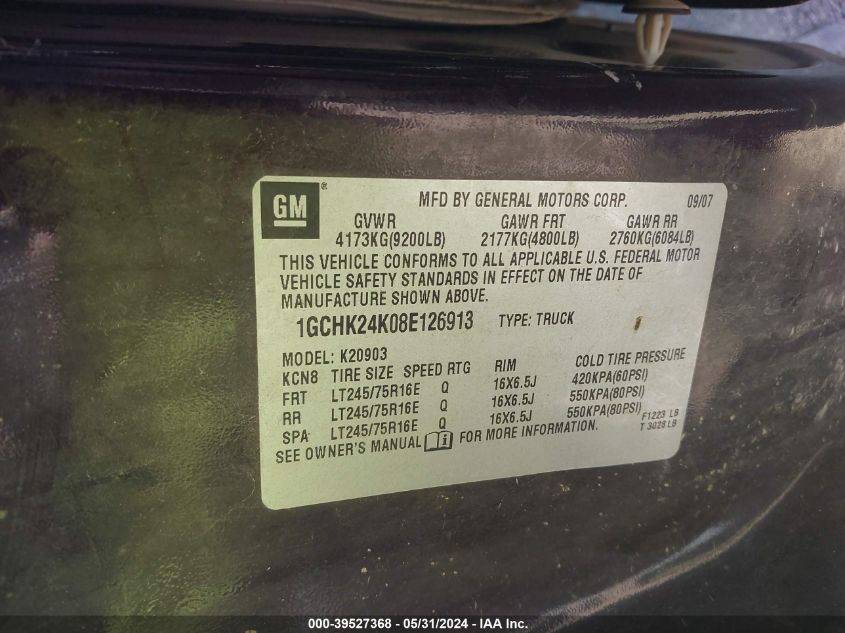 GM ®
MFD BY GENERAL MOTORS CORP. 09/07
GVWR GAWR FRT GAWR RR
4173KG(9200LB) 2177KG(4800LB) 2760KG(6084LB)
THIS VEHICLE CONFORMS TO ALL APPLICABLE U.S. FEDERAL MOTOR
VEHICLE SAFETY STANDARDS IN EFFECT ON THE DATE OF
MANUFACTURE SHOWN ABOVE.
1GCHK24K08E126913 TYPE: TRUCK
MODEL: K20903
KCN8 TIRE SIZE SPEED RTG RIM COLD TIRE PRESSURE
FRT LT245/75R16E Q 16X6.5J 420KPA(60PSI)
RR LT245/75R16E Q 16X6.5J 550KPA(80PSI)
SPA LT245/75R16E Q 16X6.5J 550KPA(80PSI)
SEE OWNER'S MANUAL FOR MORE INFORMATION.
F1223 LB
T 3028 LB
000-39527368 - 05/31/2024 - IAA Inc.